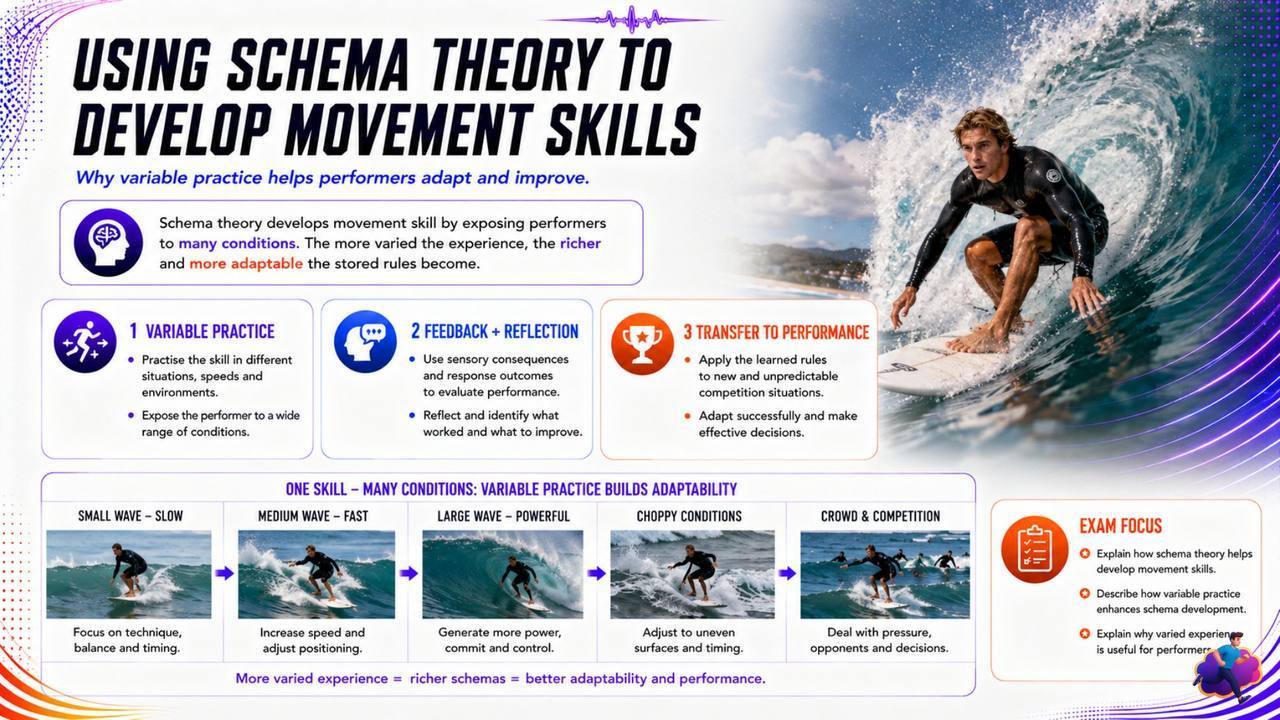 USING SCHEMA THEORY TO
DEVELOP MOVEMENT SKILLS
Why variable practice helps performers adapt and improve.
Schema theory develops movement skill by exposing performers
to many conditions. The more varied the experience, the richer
and more adaptable the stored rules become.
1 VARIABLE PRACTICE
• Practise the skill in different
situations, speeds and
environments.
• Expose the performer to a wide
range of conditions.
2 FEEDBACK + REFLECTION
• Use sensory consequences
and response outcomes
to evaluate performance.
• Reflect and identify what
worked and what to improve.
3 TRANSFER TO PERFORMANCE
• Apply the learned rules
to new and unpredictable
competition situations.
• Adapt successfully and make
effective decisions.
ONE SKILL – MANY CONDITIONS: VARIABLE PRACTICE BUILDS ADAPTABILITY
SMALL WAVE – SLOW
Focus on technique,
balance and timing.
MEDIUM WAVE – FAST
Increase speed and
adjust positioning.
LARGE WAVE – POWERFUL
Generate more power,
commit and control.
CHOPPY CONDITIONS
Adjust to uneven
surfaces and timing.
CROWD & COMPETITION
Deal with pressure,
opponents and decisions.
More varied experience = richer schemas = better adaptability and performance.
EXAM FOCUS
Explain how schema theory helps
develop movement skills.
Describe how variable practice
enhances schema development.
Explain why varied experience
is useful for performers